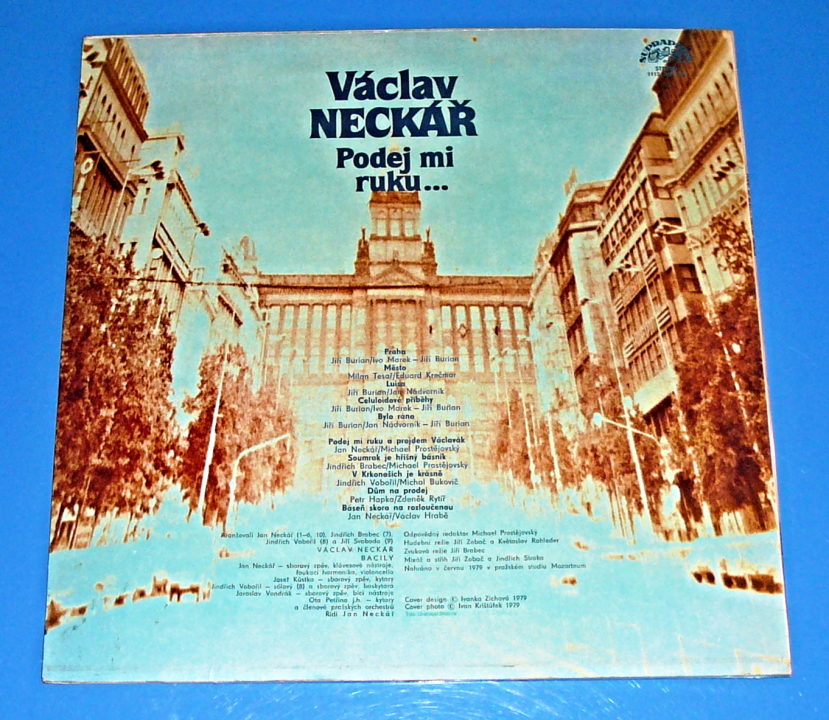 SUPRAPHON
Václav
NECKÁŘ
Podej mi
ruku...
Praha
Jiří Burian/Ivo Marek – Jiří Burian
Město
Milan Tesař/Eduard Krečmar
Luisa
Jiří Burian/Jan Nádvorník
Celuloidové příběhy
Jiří Burian/Ivo Marek – Jiří Burian
Bylo ráno
Jiří Burian/Jan Nádvorník – Jiří Burian
Podej mi ruku a projdem Václavák
Jan Neckář/Michael Prostějovský
Soumrak je hříšný básník
Jindřich Brabec/Michael Prostějovský
V Krkonoších je krásně
Jindřich Vobořil/Michal Bukovič
Dům na prodej
Petr Hapka/Zdeněk Rytíř
Báseň skoro na rozloučenou
Jan Neckář/Václav Hrabě
Aranžovali Jan Neckář (1–6, 10), Jindřich Brabec (7),
Jindřich Vobořil (8) a Jiří Svoboda (9)
VÁCLAV NECKÁŘ
BACILY
Jan Neckář – sborový zpěv, klávesové nástroje,
foukací harmonika, violoncello
Josef Kůstka – sborový zpěv, kytary
Jindřich Vobořil – sólový (8) a sborový zpěv, baskytara
Jaroslav Vondrák – sborový zpěv, bicí nástroje
Ota Petřina j.h. – kytary
a členové pražských orchestrů
Řídí Jan Neckář
Odpovědný redaktor Michael Prostějovský
Hudební režie Jiří Zobač a Květoslav Rohleder
Zvuková režie Jiří Brabec
Mixáž a střih Jiří Zobač a Jindřich Stroka
Nahráno v červnu 1979 v pražském studiu Mozarteum
Cover design © Ivanka Zichová 1979
Cover photo © Ivan Krištůfek 1979